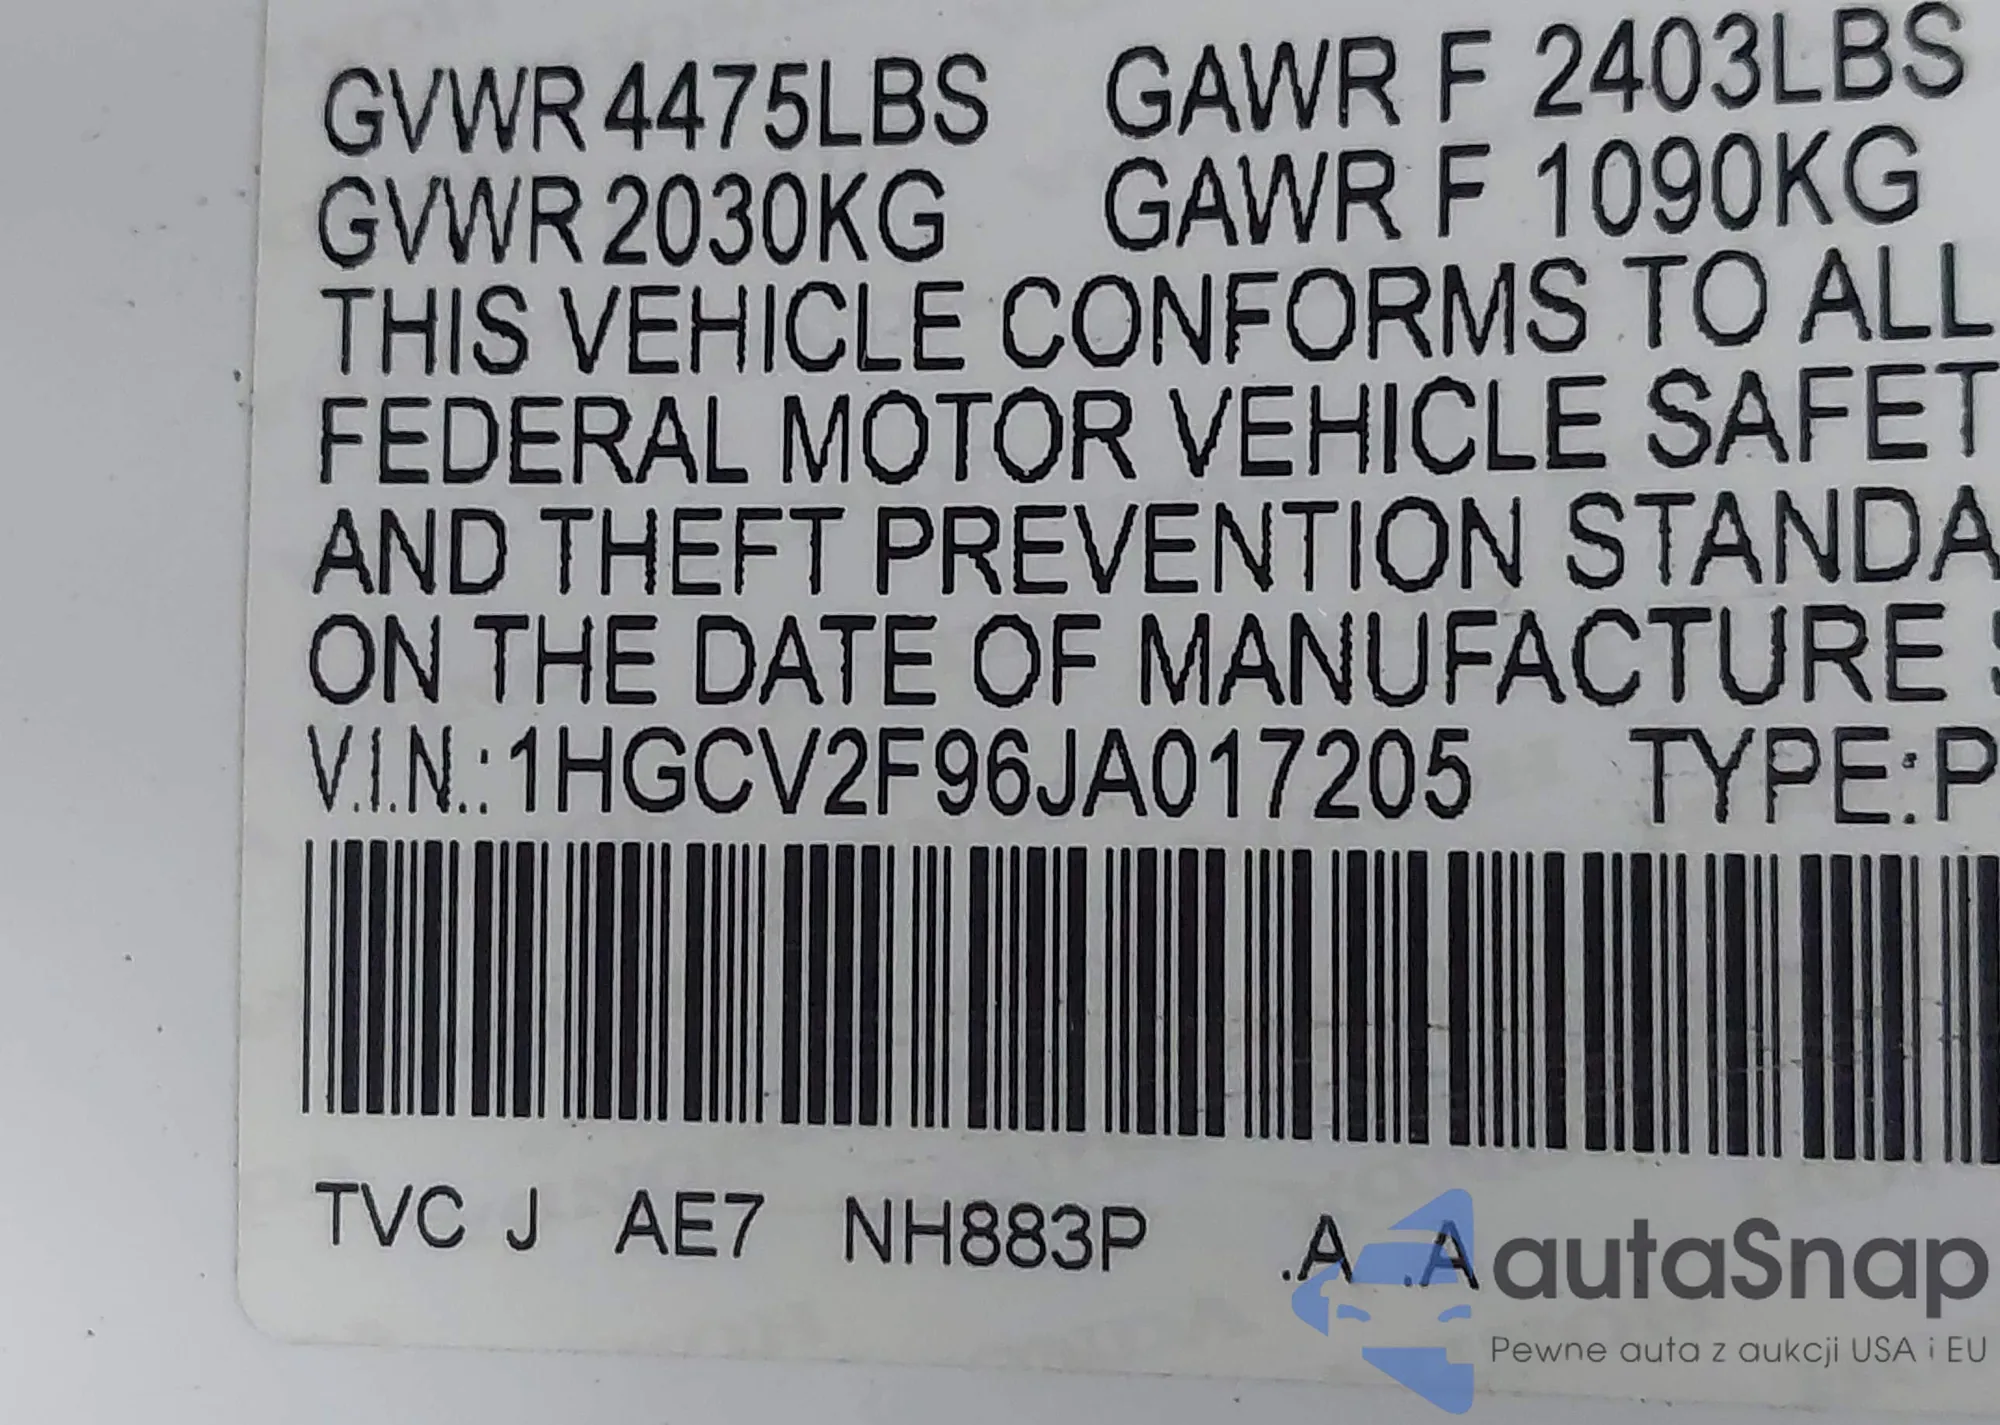 GVWR 4475LBS GAWR F 2403LBS
GVWR 2030KG GAWR F 1090KG
THIS VEHICLE CONFORMS TO ALL
FEDERAL MOTOR VEHICLE SAFET
AND THEFT PREVENTION STANDA
ON THE DATE OF MANUFACTURE
V.I.N.: 1HGCV2F96JA017205 TYPE: P
TVC J AE7 NH883P .A .A
autaSnap
Pewne auta z aukcji USA i EU